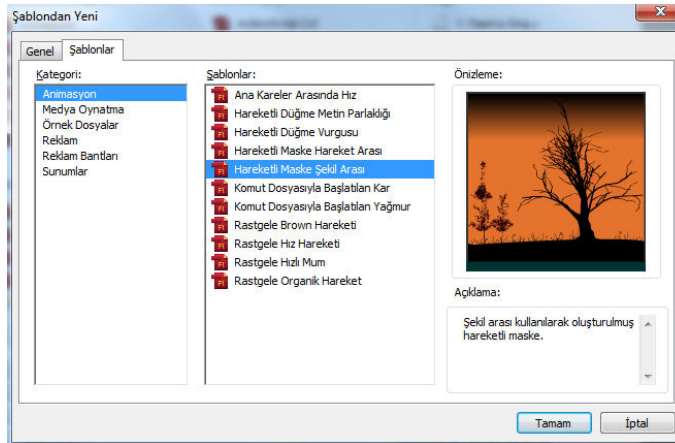 Şablondan Yeni
Genel
Şablonlar
Kategori:
Animasyon
Medya Oynatma
Örnek Dosyalar
Reklam
Reklam Bantları
Sunumlar
Şablonlar:
Ana Kareler Arasında Hız
Hareketli Düğme Metin Parlaklığı
Hareketli Düğme Vurgusu
Hareketli Maske Hareket Arası
Hareketli Maske Şekil Arası
Komut Dosyasıyla Başlatılan Kar
Komut Dosyasıyla Başlatılan Yağmur
Rastgele Brown Hareketi
Rastgele Hız Hareketi
Rastgele Hızlı Mum
Rastgele Organik Hareket
Önizleme:
Açıklama:
Şekil arası kullanılarak oluşturulmuş
hareketli maske.
Tamam
İptal